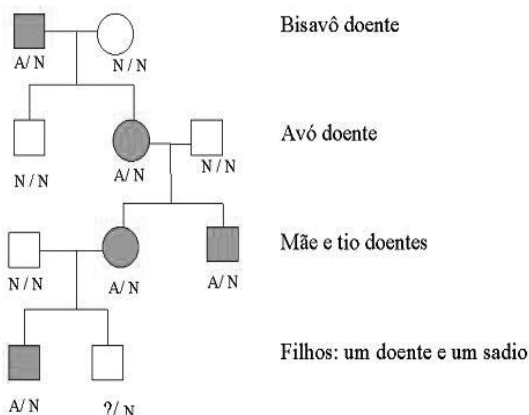 Bisavô doente
A/ N
N / N
Avó doente
N / N
A/ N
N / N
Mãe e tio doentes
N / N
A/ N
A/ N
Filhos: um doente e um sadio
A/ N
?/ N